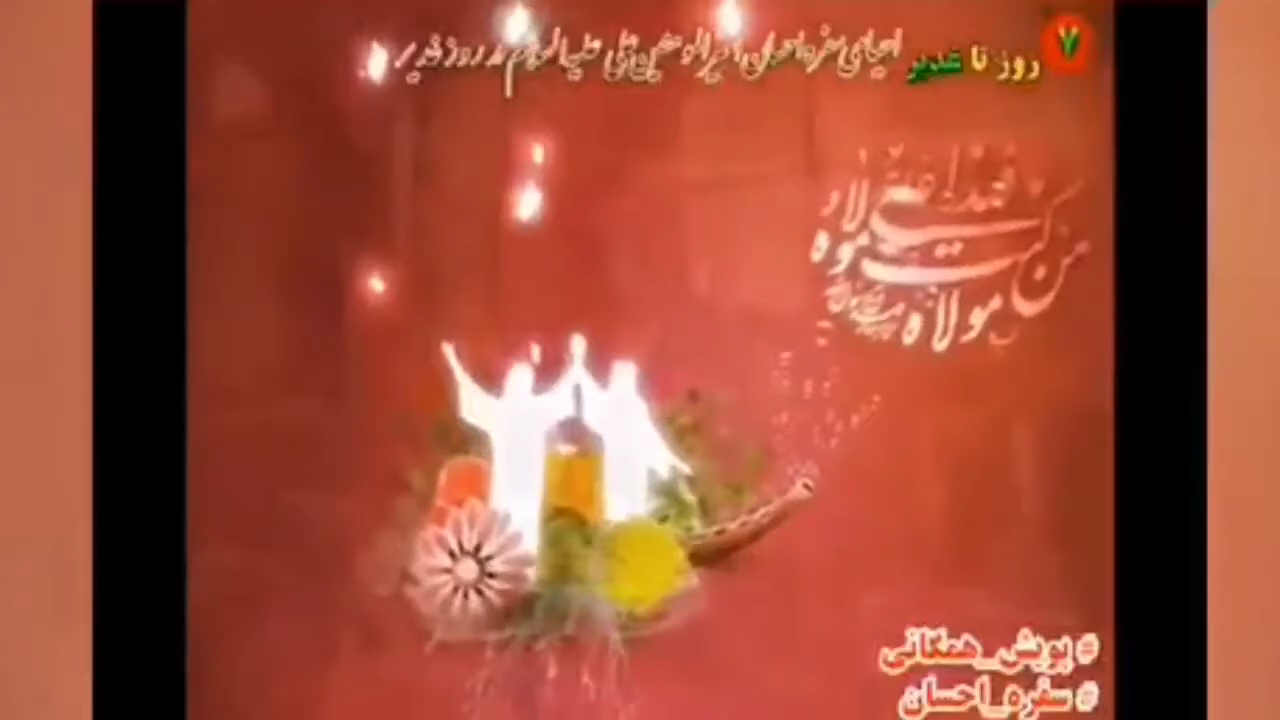 ۷ روز تا غدیر احیای سفره احسان امیرالمومنین علی علیه السلام در روز غدیر
من کنت مولاه فهذا علی مولاه
# پویش_همگانی
# سفره_احسان